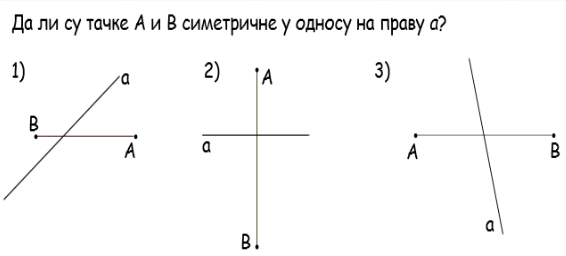 Да ли су тачке A и B симетричне у односу на праву a?
1)
a
B
A
2)
A
a
B
3)
A
B
a